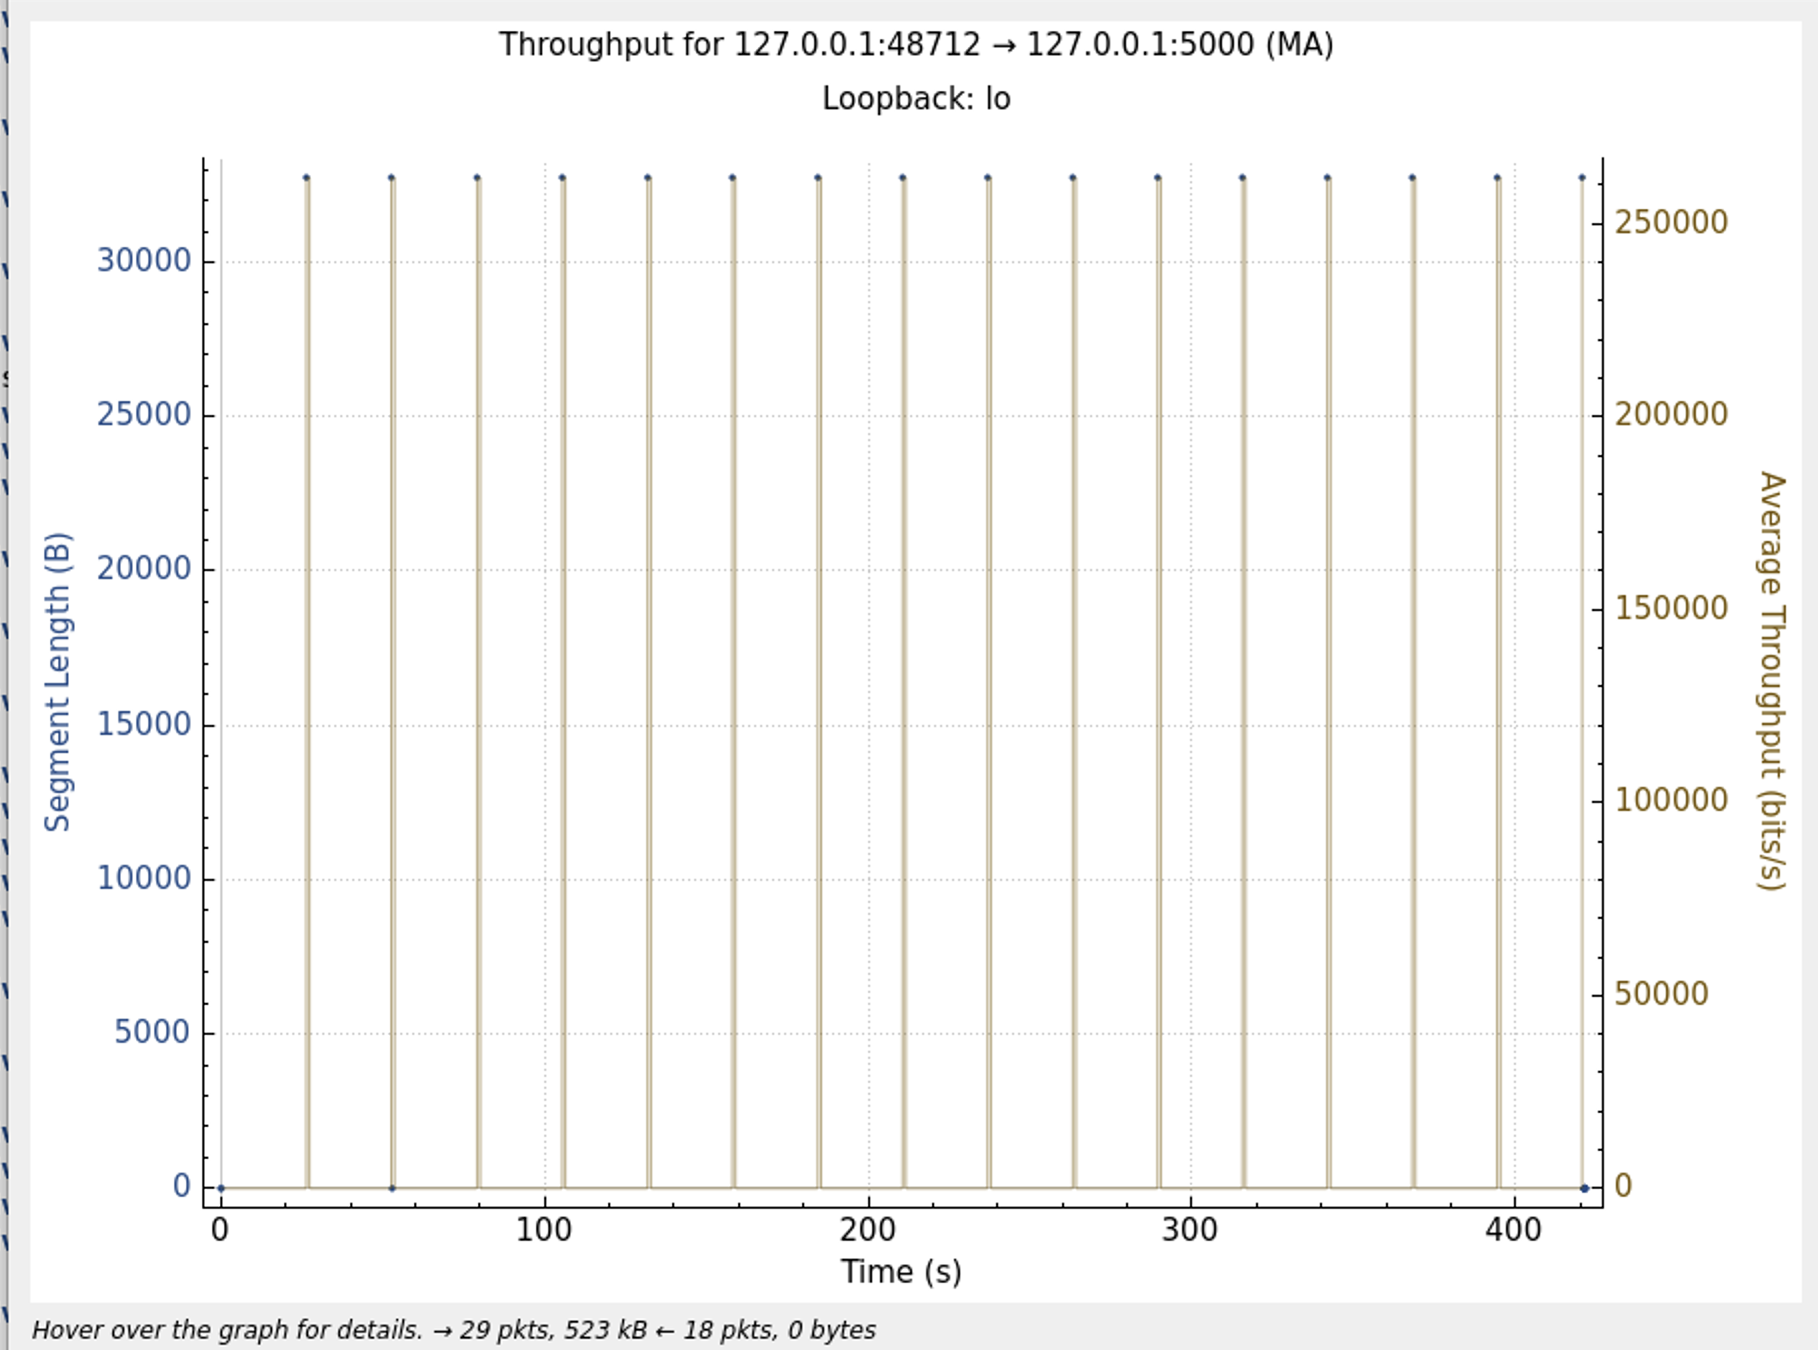 Throughput for 127.0.0.1:48712 → 127.0.0.1:5000 (MA)
Loopback: lo
Segment Length (B)
30000
25000
20000
15000
10000
5000
0
250000
200000
150000
100000
50000
0
Average Throughput (bits/s)
0 100 200 300 400
Time (s)
Hover over the graph for details. → 29 pkts, 523 kB ← 18 pkts, 0 bytes